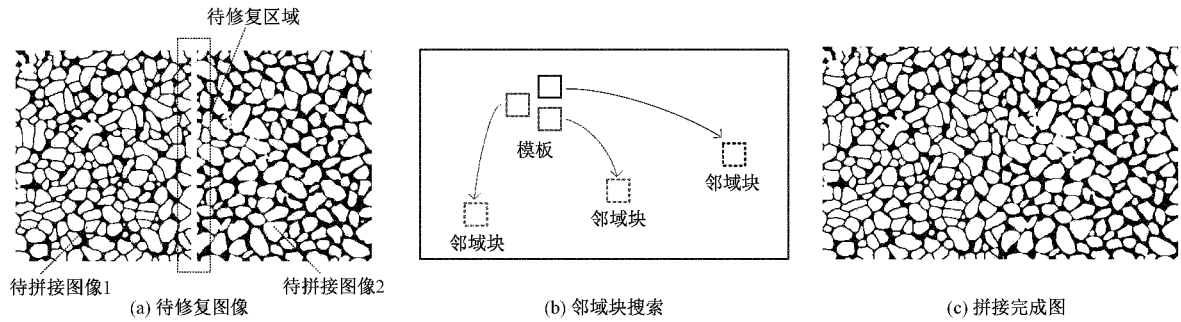 待修复区域
待拼接图像1
待拼接图像2
(a) 待修复图像
模板
邻域块
邻域块
邻域块
(b) 邻域块搜索
(c) 拼接完成图